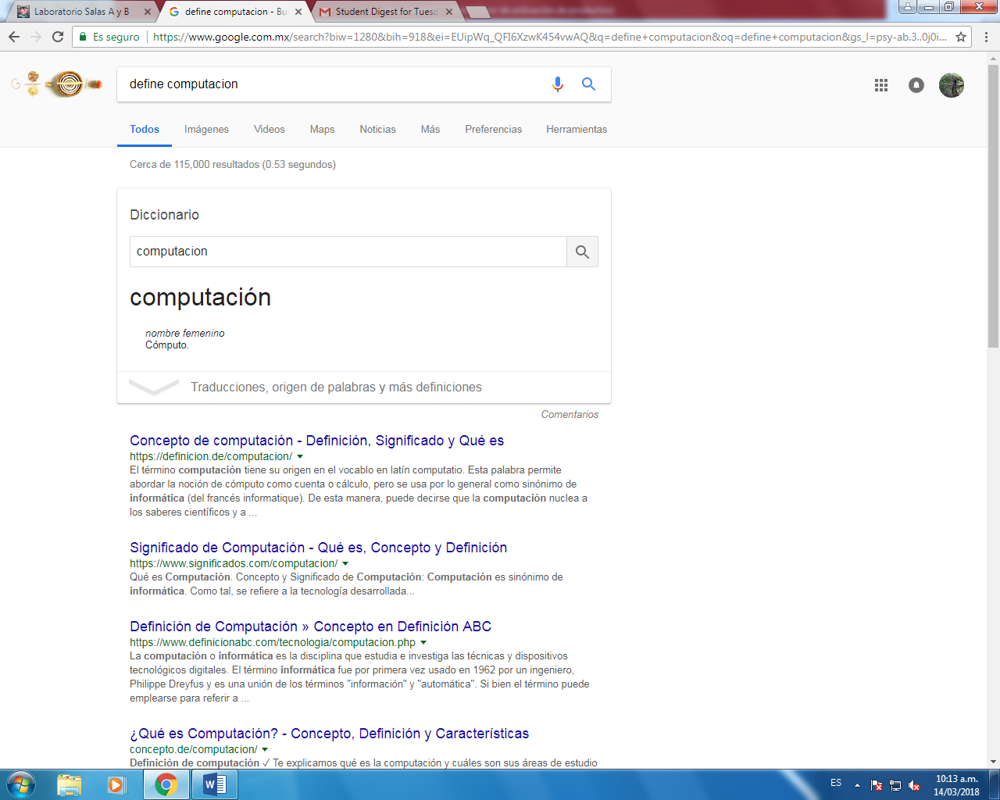 Laboratorio Salas A y B
define computacion - Bu
Student Digest for Tuesd
Es seguro
https://www.google.com.mx/search?biw=1280&bih=918&ei=EUipWq_QFI6XzwK454vwAQ&q=define+computacion&oq=define+computacion&gs_l=psy-ab.3..0j0i...
define computacion
Todos Imágenes Videos Maps Noticias Más Preferencias Herramientas
Cerca de 115,000 resultados (0.53 segundos)
Diccionario
computacion
computación
nombre femenino
Cómputo.
Traducciones, origen de palabras y más definiciones
Comentarios
Concepto de computación - Definición, Significado y Qué es
https://definicion.de/computacion/
El término computación tiene su origen en el vocablo en latín computatio. Esta palabra permite
abordar la noción de cómputo como cuenta o cálculo, pero se usa por lo general como sinónimo de
informática (del francés informatique). De esta manera, puede decirse que la computación nuclea a
los saberes científicos y a ...
Significado de Computación - Qué es, Concepto y Definición
https://www.significados.com/computacion/
Qué es Computación. Concepto y Significado de Computación: Computación es sinónimo de
informática. Como tal, se refiere a la tecnología desarrollada...
Definición de Computación » Concepto en Definición ABC
https://www.definicionabc.com/tecnologia/computacion.php
La computación o informática es la disciplina que estudia e investiga las técnicas y dispositivos
tecnológicos digitales. El término informática fue por primera vez usado en 1962 por un ingeniero,
Philippe Dreyfus y es una unión de los términos "información" y "automática". Si bien el término puede
emplearse para referir a ...
¿Qué es Computación? - Concepto, Definición y Características
concepto.de/computacion/
Definición de computación ✓ Te explicamos qué es la computación y cuáles son sus áreas de estudio
ES
10:13 a.m.
14/03/2018